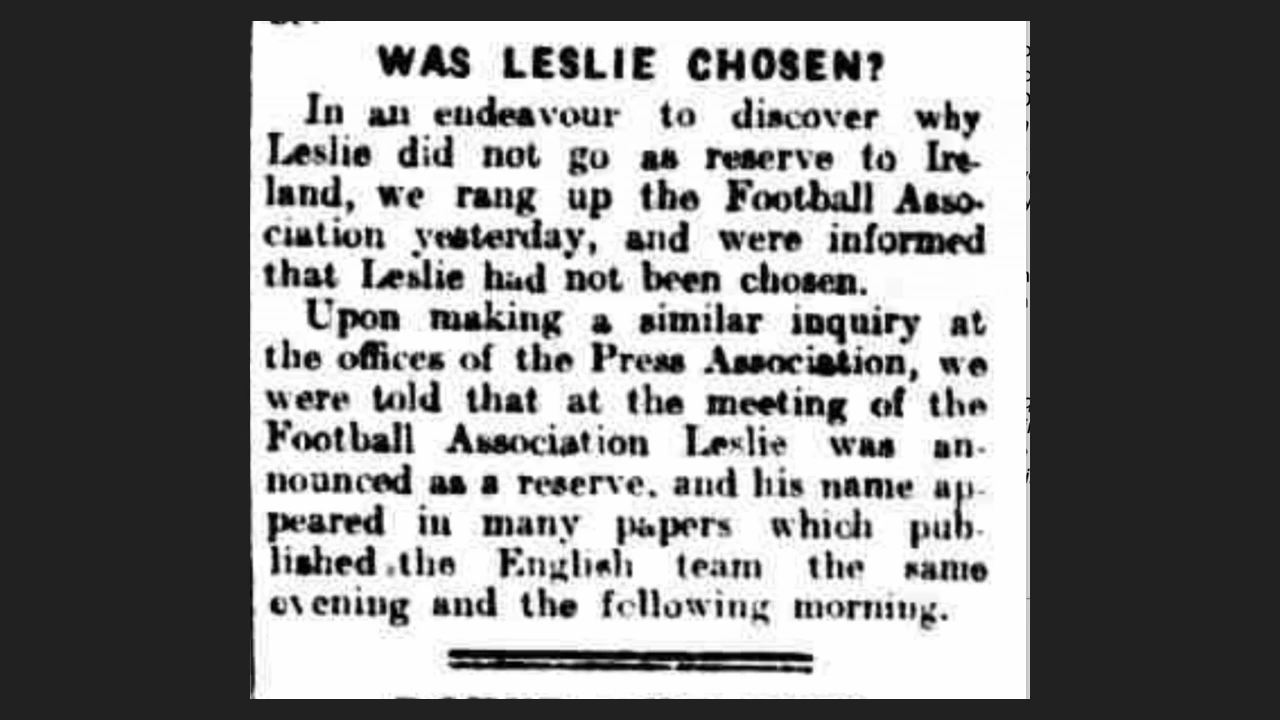 WAS LESLIE CHOSEN?
In an endeavour to discover why
Leslie did not go as reserve to Ire-
land, we rang up the Football Asso-
ciation yesterday, and were informed
that Leslie had not been chosen.
Upon making a similar inquiry at
the offices of the Press Association, we
were told that at the meeting of the
Football Association Leslie was an-
nounced as a reserve, and his name ap-
peared in many papers which pub-
lished the English team the same
evening and the following morning.